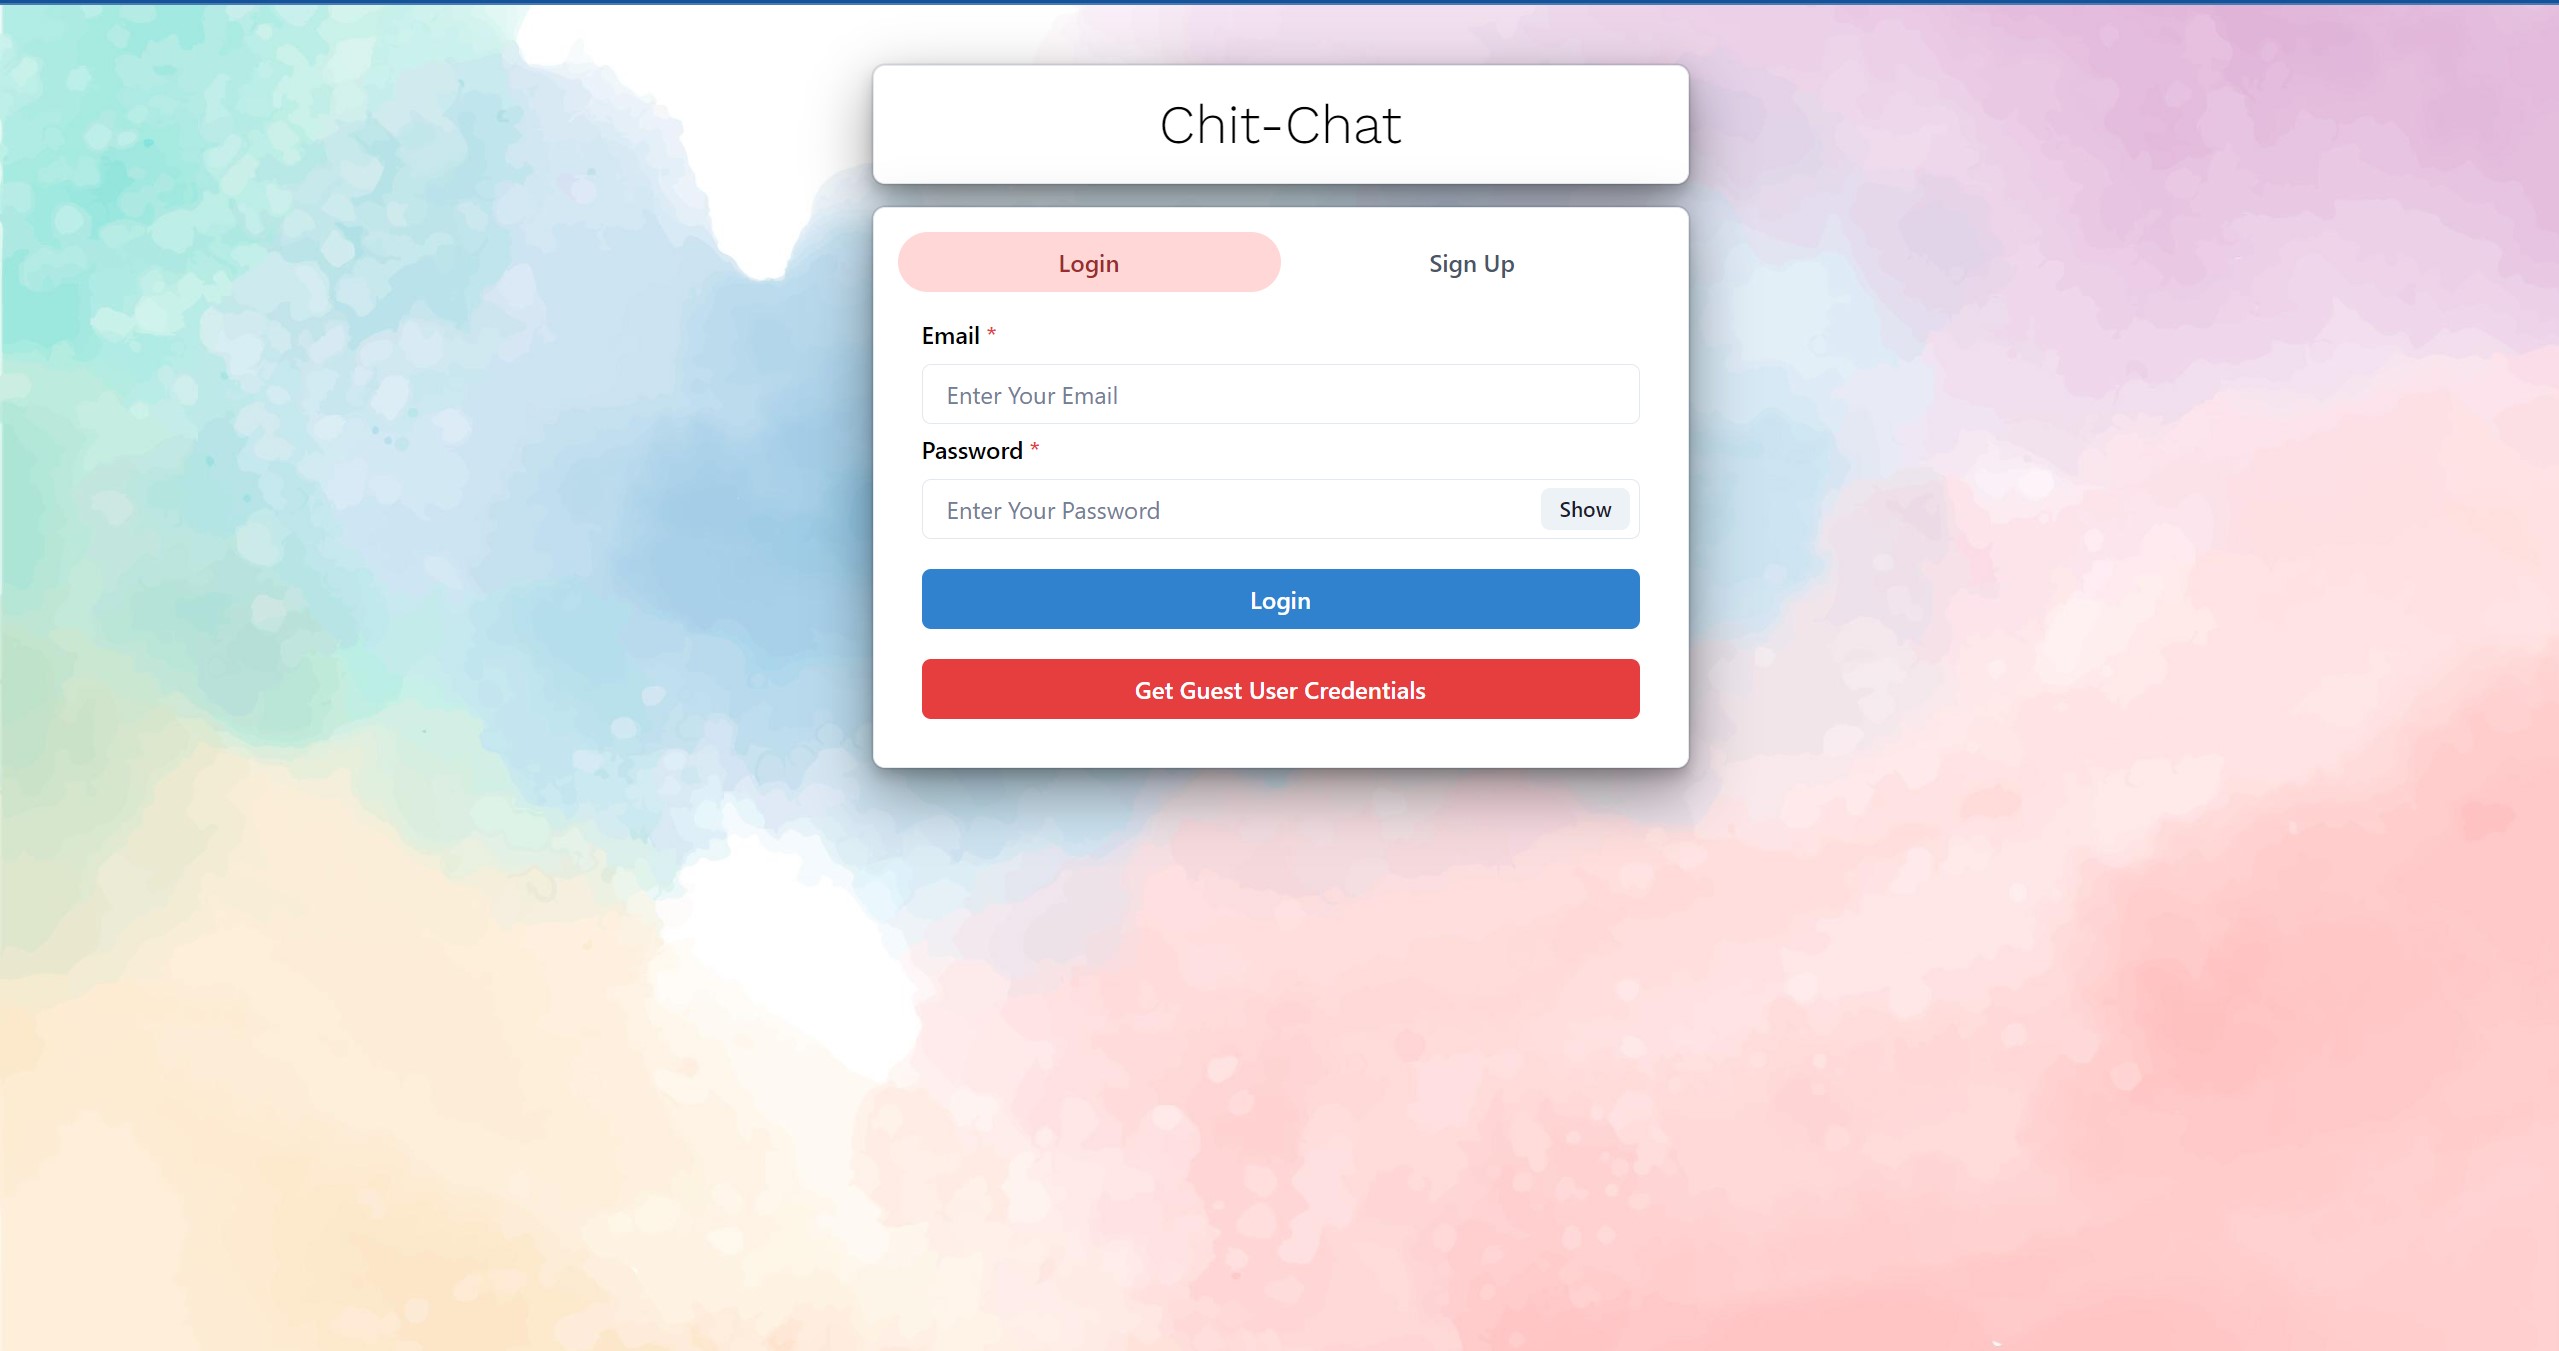 Chit-Chat
Login Sign Up
Email *
Enter Your Email
Password *
Enter Your Password Show
Login
Get Guest User Credentials